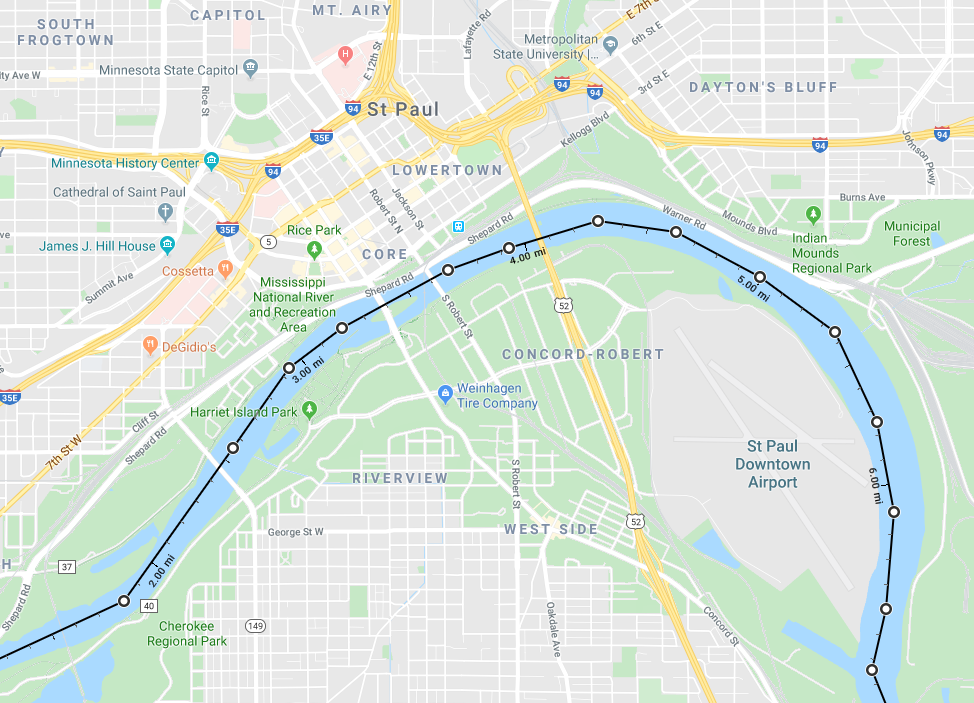 MT. AIRY
CAPITOL
SOUTH
FROGTOWN
Lafayette Rd
E 7th S
6th St E
Metropolitan
State University |...
E 12th St
H
Minnesota State Capitol
lty Ave W
94
94
3rd St E
DAYTON'S BLUFF
Rice St
94
St Paul
35E
Kellogg Blvd
94
94
Johnson Pkwy
Minnesota History Center
94
LOWERTOWN
Cathedral of Saint Paul
Robert St N
Jackson St
Burns Ave
ve
35E
Rice Park
Shepard Rd
Warner Rd
Mounds Blvd
Indian
Mounds
Regional Park
Municipal
Forest
James J. Hill House
5
CORE
4.00 mi
Cossetta
Summit Ave
Mississippi
National River
and Recreation
Area
Shepard Rd
5.00 mi
S Robert St
52
DeGidio's
3.00 mi
CONCORD-ROBERT
35E
Weinhagen
Tire Company
Harriet Island Park
Cliff St
Shepard Rd
7th St W
St Paul
Downtown
Airport
RIVERVIEW
S Robert St
6.00 mi
George St W
WEST SIDE
52
H
37
2.00 mi
Shepard Rd
40
Cherokee
Regional Park
149
Oakdale Ave
Concord St